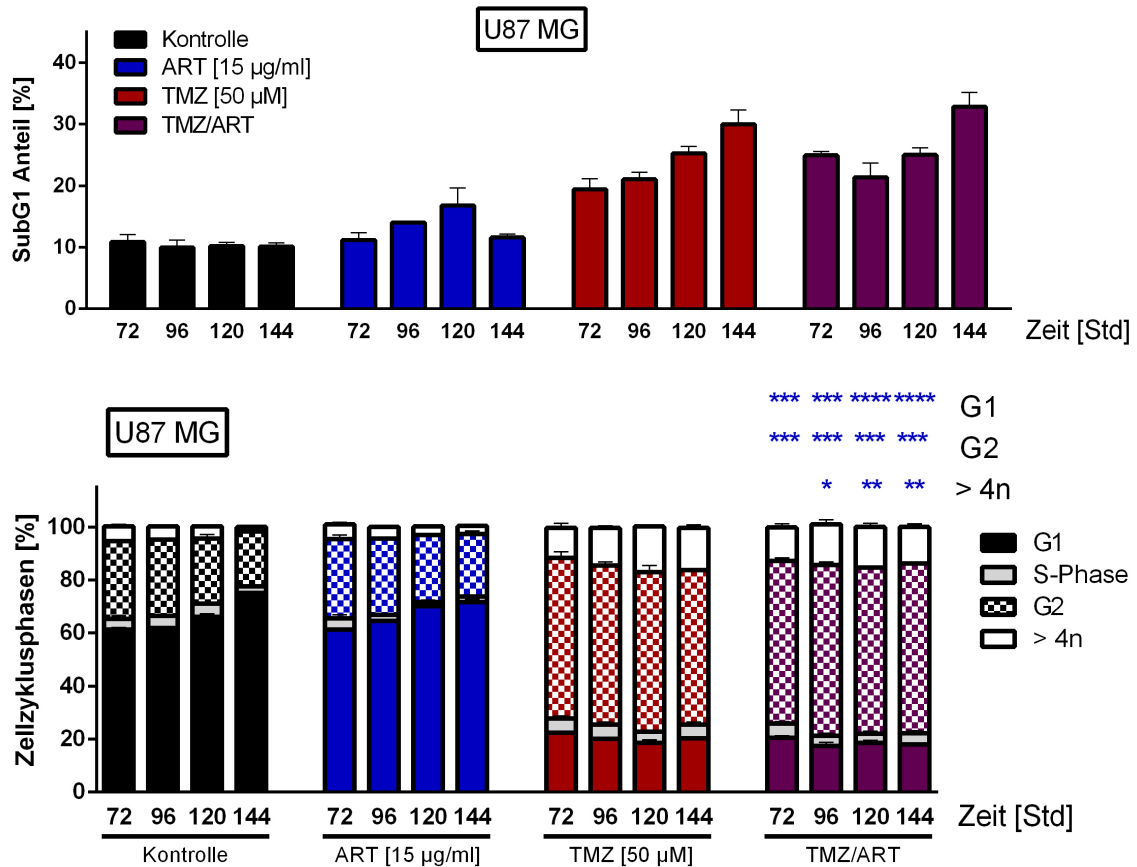 U87 MG
Kontrolle
ART [15 µg/ml]
TMZ [50 µM]
TMZ/ART
SubG1 Anteil [%]
40
30
20
10
0
72 96 120 144 72 96 120 144 72 96 120 144 72 96 120 144 Zeit [Std]
U87 MG
*** *** **** **** G1
*** *** *** *** G2
* ** ** > 4n
Zellzyklusphasen [%]
100
80
60
40
20
0
G1
S-Phase
G2
> 4n
72 96 120 144 72 96 120 144 72 96 120 144 72 96 120 144 Zeit [Std]
Kontrolle ART [15 µg/ml] TMZ [50 µM] TMZ/ART